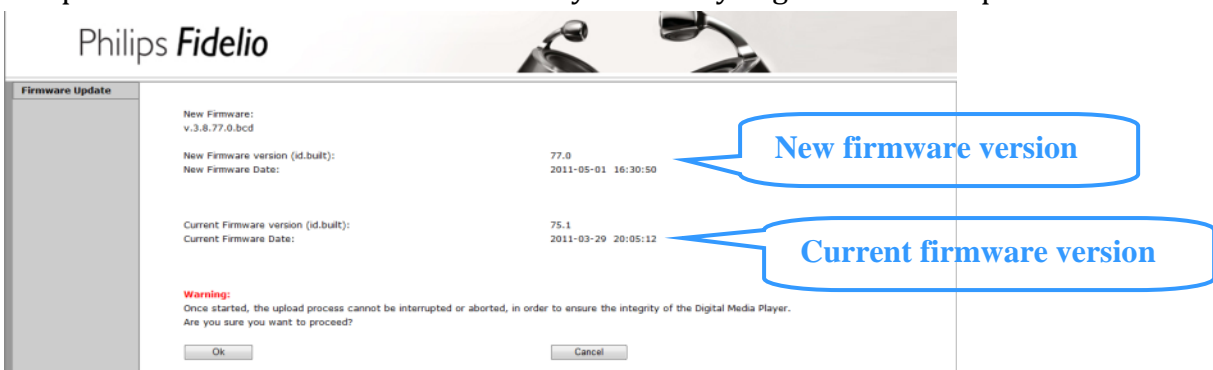 Philips Fidelio
Firmware Update
New Firmware:
v.3.8.77.0.bcd
New Firmware version (id.built): 77.0
New Firmware Date: 2011-05-01 16:30:50
New firmware version
Current Firmware version (id.built): 75.1
Current Firmware Date: 2011-03-29 20:05:12
Current firmware version
Warning:
Once started, the upload process cannot be interrupted or aborted, in order to ensure the integrity of the Digital Media Player.
Are you sure you want to proceed?
Ok Cancel